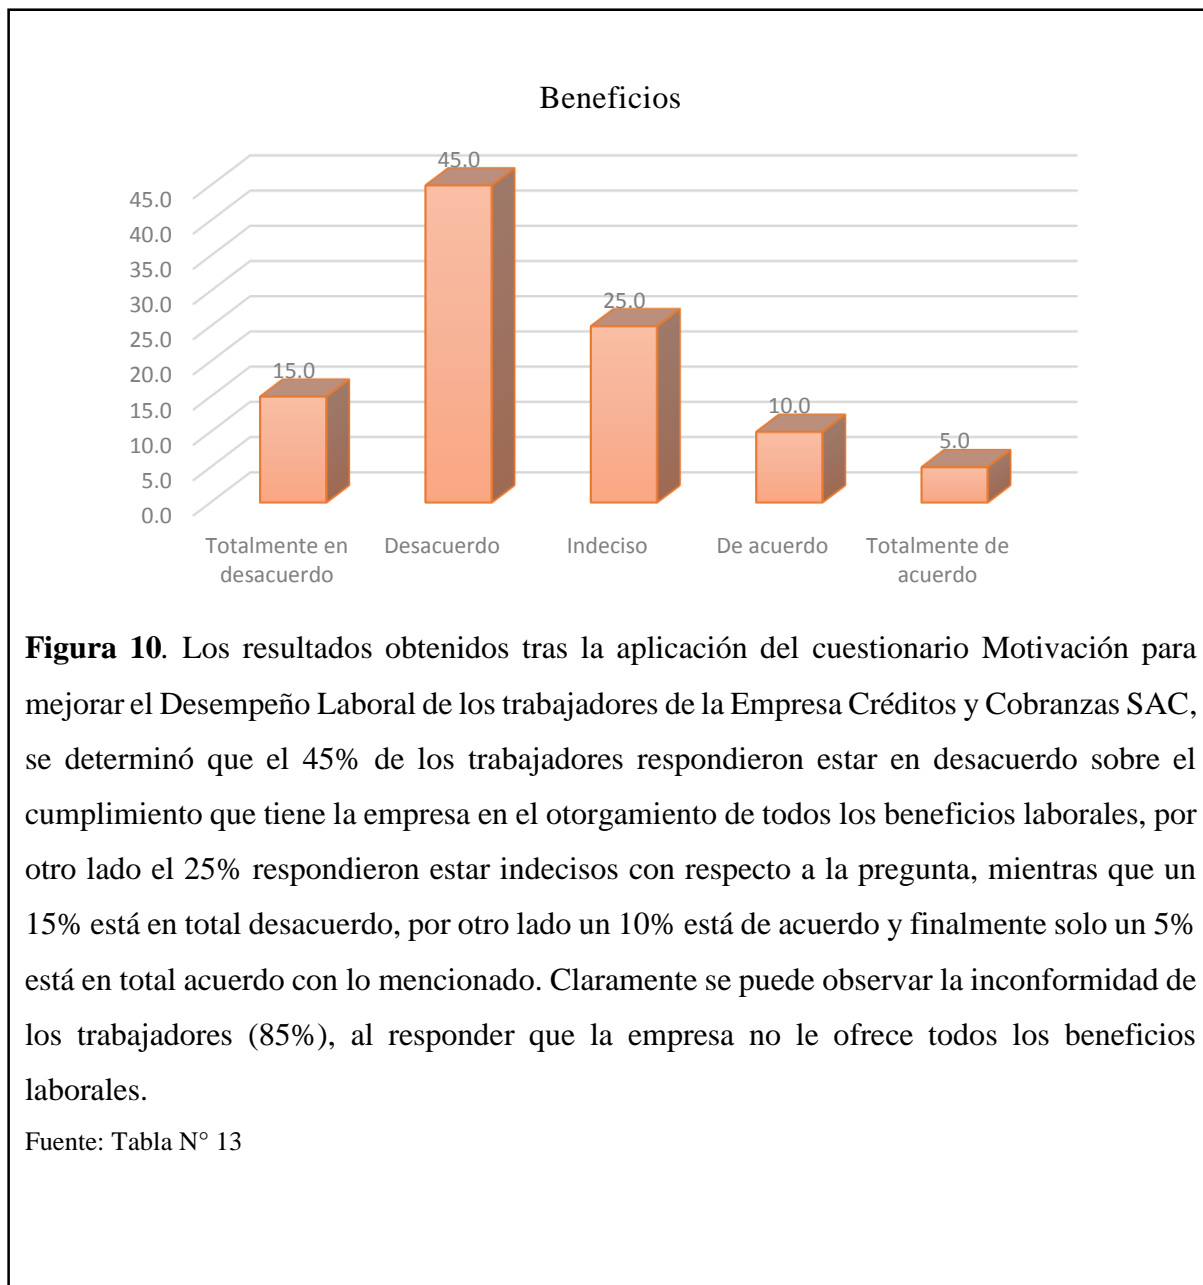 Beneficios
45.0
45.0
40.0
35.0
30.0
25.0
20.0
15.0
10.0
5.0
0.0
15.0
25.0
10.0
5.0
Totalmente en
desacuerdo
Desacuerdo
Indeciso
De acuerdo
Totalmente de
acuerdo
Figura 10. Los resultados obtenidos tras la aplicación del cuestionario Motivación para
mejorar el Desempeño Laboral de los trabajadores de la Empresa Créditos y Cobranzas SAC,
se determinó que el 45% de los trabajadores respondieron estar en desacuerdo sobre el
cumplimiento que tiene la empresa en el otorgamiento de todos los beneficios laborales, por
otro lado el 25% respondieron estar indecisos con respecto a la pregunta, mientras que un
15% está en total desacuerdo, por otro lado un 10% está de acuerdo y finalmente solo un 5%
está en total acuerdo con lo mencionado. Claramente se puede observar la inconformidad de
los trabajadores (85%), al responder que la empresa no le ofrece todos los beneficios
laborales.
Fuente: Tabla N° 13